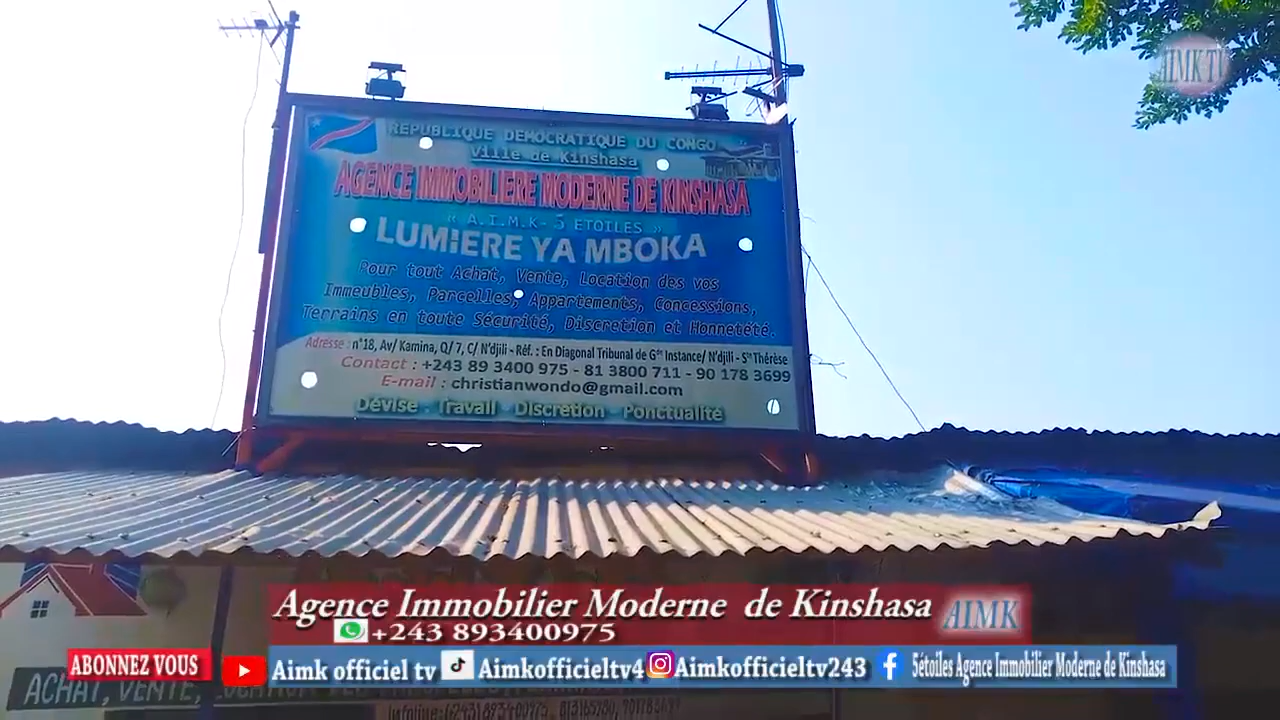 AIMK TV
REPUBLIQUE DEMOCRATIQUE DU CONGO
Ville de Kinshasa
AGENCE IMMOBILIERE MODERNE DE KINSHASA
« A.I.M.K- 5 ETOILES »
LUMIERE YA MBOKA
Pour tout Achat, Vente, Location des vos
Immeubles, Parcelles, Appartements, Concessions,
Terrains en toute Sécurité, Discretion et Honnetété.
Adresse : n°18, Av/ Kamina, Q/ 7, C/ N'djili - Réf. : En Diagonal Tribunal de Gde Instance/ N'djili - Ste Thérèse
Contact : +243 89 3400 975 - 81 3800 711 - 90 178 3699
E-mail : christianwondo@gmail.com
Dévise : Travail - Discretion - Ponctualité
Agence Immobilier Moderne de Kinshasa AIMK
+243 893400975
ABONNEZ VOUS Aimk officiel tv Aimkofficieltv4 Aimkofficieltv243 5étoiles Agence Immobilier Moderne de Kinshasa
ACHAT, VENTE, LOCATION